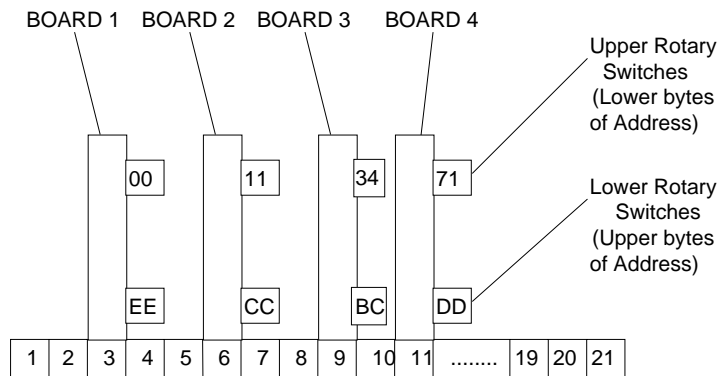 BOARD 1 BOARD 2 BOARD 3 BOARD 4
Upper Rotary
Switches
(Lower bytes
of Address)
00 11 34 71
Lower Rotary
Switches
(Upper bytes
of Address)
EE CC BC DD
1 2 3 4 5 6 7 8 9 10 11 ........ 19 20 21